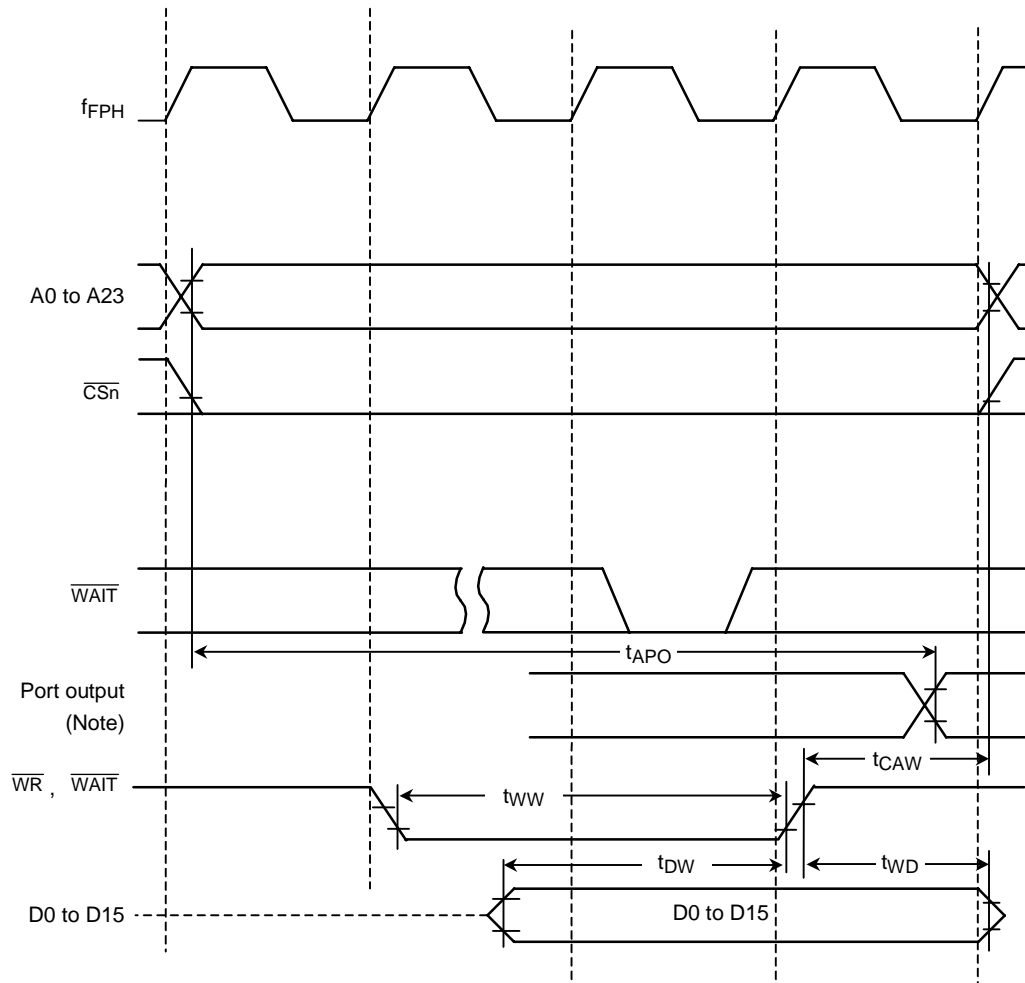 fFPH
A0 to A23
CSn
WAIT
tAPO
Port output
(Note)
tCAW
WR , WAIT
tWW
tDW
tWD
D0 to D15
D0 to D15